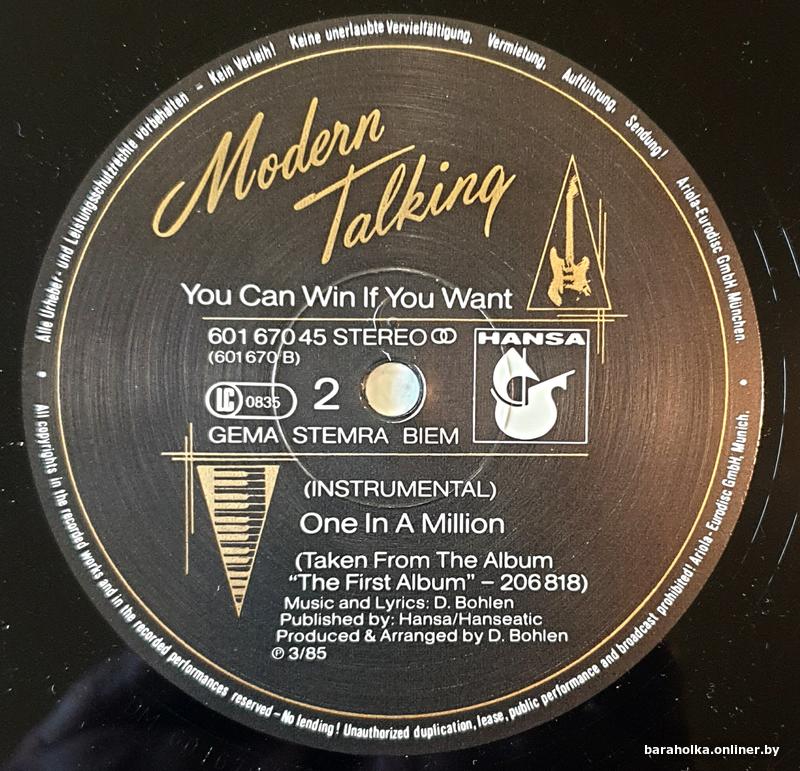 Alle Urheber- und Leistungsschutzrechte vorbehalten – Kein Verleih! Keine unerlaubte Vervielfältigung, Vermietung, Aufführung, Sendung! Ariola-Eurodisc GmbH, München.
Modern
Talking
You Can Win If You Want
601 670 45 STEREO
(601 670 B)
HANSA
LC 0835
2
GEMA STEMRA BIEM
(INSTRUMENTAL)
One In A Million
(Taken From The Album
“The First Album” – 206 818)
Music and Lyrics: D. Bohlen
Published by: Hansa/Hanseatic
Produced & Arranged by D. Bohlen
℗ 3/85
All copyrights in the recorded works and in the recorded performances reserved – No lending! Unauthorized duplication, lease, public performance and broadcast prohibited! Ariola-Eurodisc GmbH, Munich.
baraholka.onliner.by